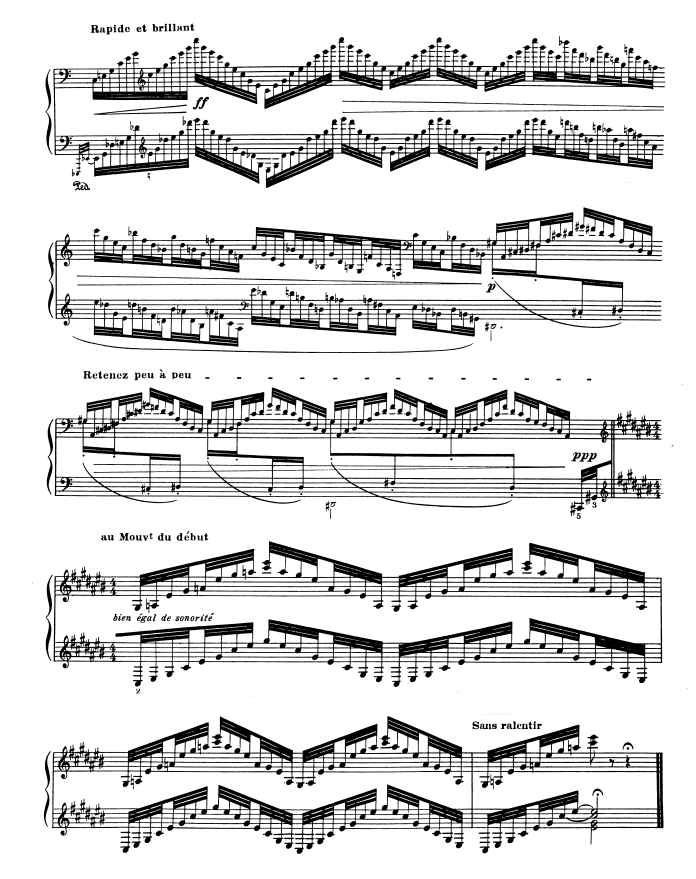 Rapide et brillant
ff
Ped.
p
Retenez peu à peu
ppp
5 3
au Mouvt du début
bien égal de sonorité
2
Sans ralentir